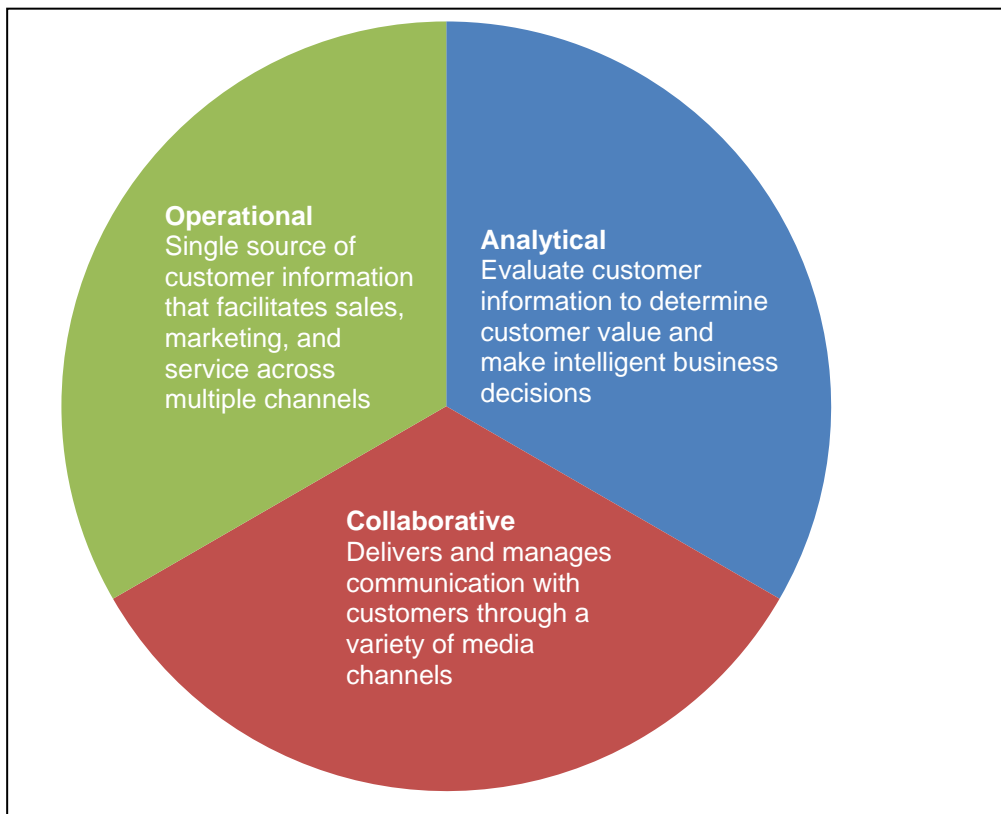 Operational
Single source of
customer information
that facilitates sales,
marketing, and
service across
multiple channels
Analytical
Evaluate customer
information to determine
customer value and
make intelligent business
decisions
Collaborative
Delivers and manages
communication with
customers through a
variety of media
channels